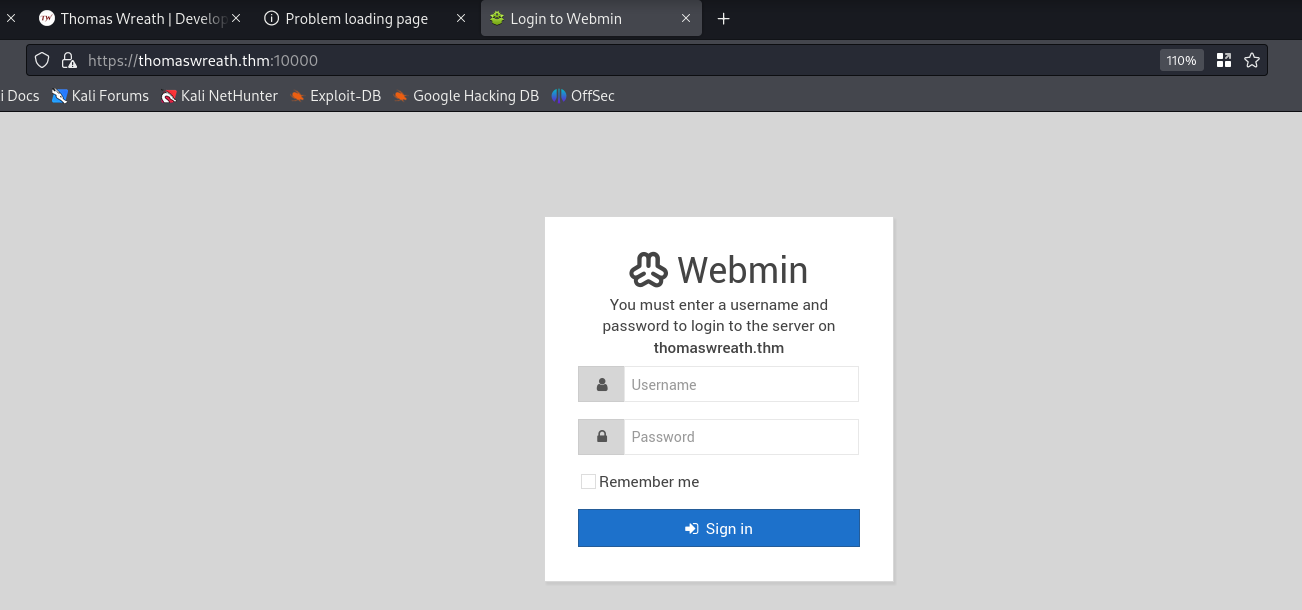 Thomas Wreath | Develop
Problem loading page
Login to Webmin
https://thomaswreath.thm:10000
110%
i Docs
Kali Forums
Kali NetHunter
Exploit-DB
Google Hacking DB
OffSec
Webmin
You must enter a username and
password to login to the server on
thomaswreath.thm
Username
Password
Remember me
Sign in